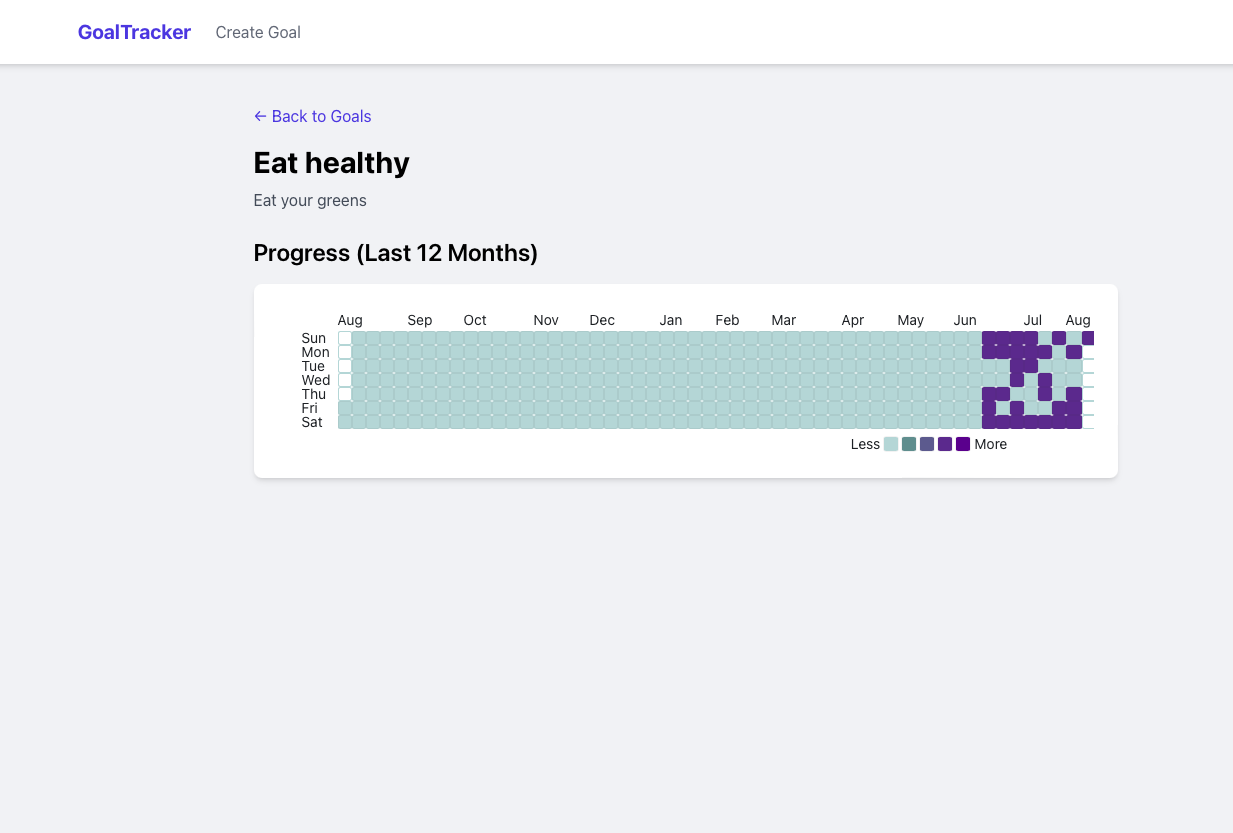 GoalTracker Create Goal
← Back to Goals
Eat healthy
Eat your greens
Progress (Last 12 Months)
Aug Sep Oct Nov Dec Jan Feb Mar Apr May Jun Jul Aug
Sun
Mon
Tue
Wed
Thu
Fri
Sat
Less More